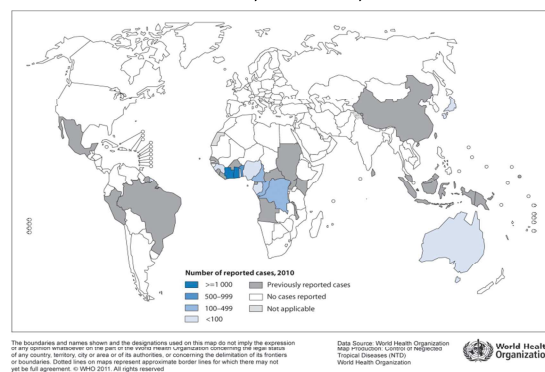 Number of reported cases, 2010
>=1 000
500–999
100–499
<100
Previously reported cases
No cases reported
Not applicable
The boundaries and names shown and the designations used on this map do not imply the expression
of any opinion whatsoever on the part of the World Health Organization concerning the legal status
of any country, territory, city or area or of its authorities, or concerning the delimitation of its frontiers
or boundaries. Dotted lines on maps represent approximate border lines for which there may not
yet be full agreement. © WHO 2011. All rights reserved
Data Source: World Health Organization
Map Production: Control of Neglected
Tropical Diseases (NTD)
World Health Organization
World Healt
Organizatio